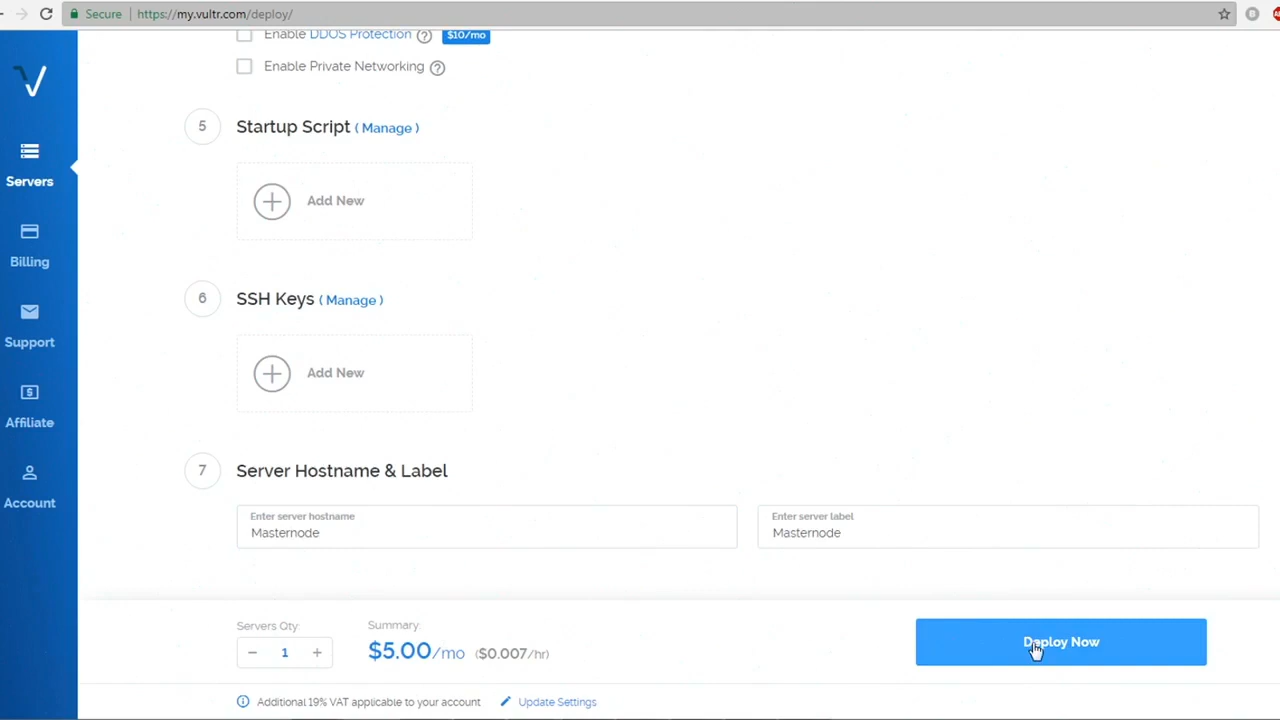 Secure https://my.vultr.com/deploy/
Enable DDOS Protection ? $10/mo
Enable Private Networking ?
Servers
Billing
Support
Affiliate
Account
5 Startup Script ( Manage )
Add New
6 SSH Keys ( Manage )
Add New
7 Server Hostname & Label
Enter server hostname
Masternode
Enter server label
Masternode
Servers Qty:
− 1 +
Summary:
$5.00/mo ($0.007/hr)
Deploy Now
Additional 19% VAT applicable to your account Update Settings